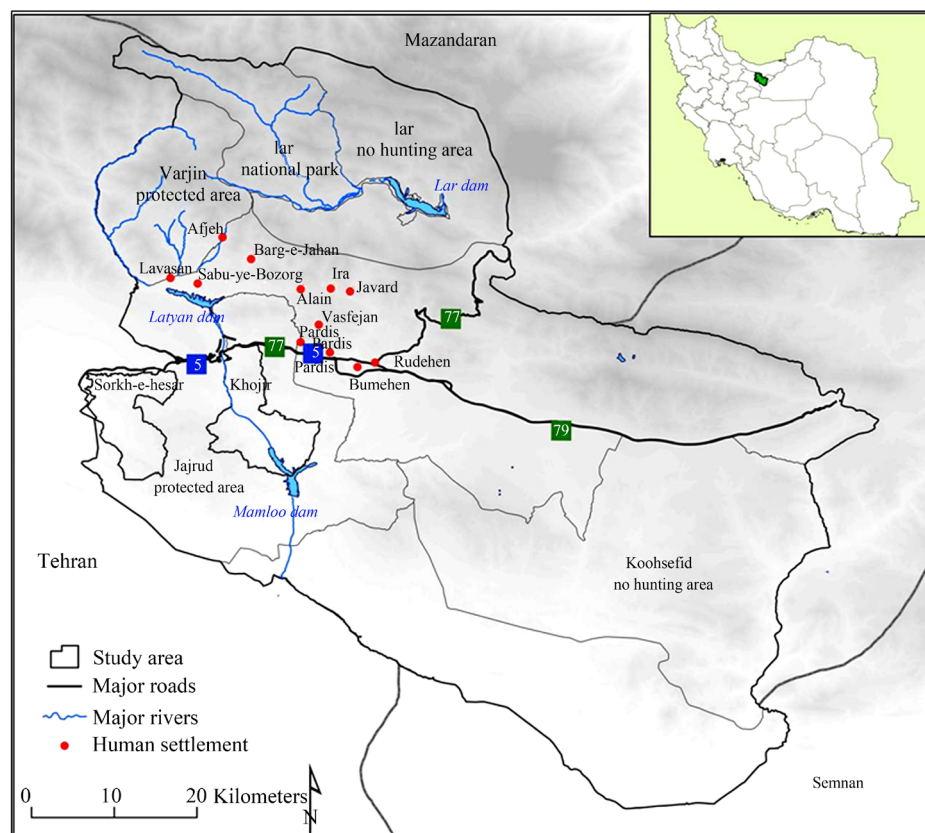 Mazandaran
lar
no hunting area
lar
national park
Lar dam
Varjin
protected area
Afjeh
Barg-e-Jahan
Lavasan
Sabu-ye-Bozorg
Ira
Alain
Javard
Latyan dam
Vasfejan
77
Pardis
77
5
Pardis
5
Pardis
Rudehen
Bumehen
Sorkh-e-hesar
Khojir
79
Jajrud
protected area
Mamloo dam
Tehran
Koohsefid
no hunting area
Study area
Major roads
Major rivers
Human settlement
Semnan
0 10 20 Kilometers
N